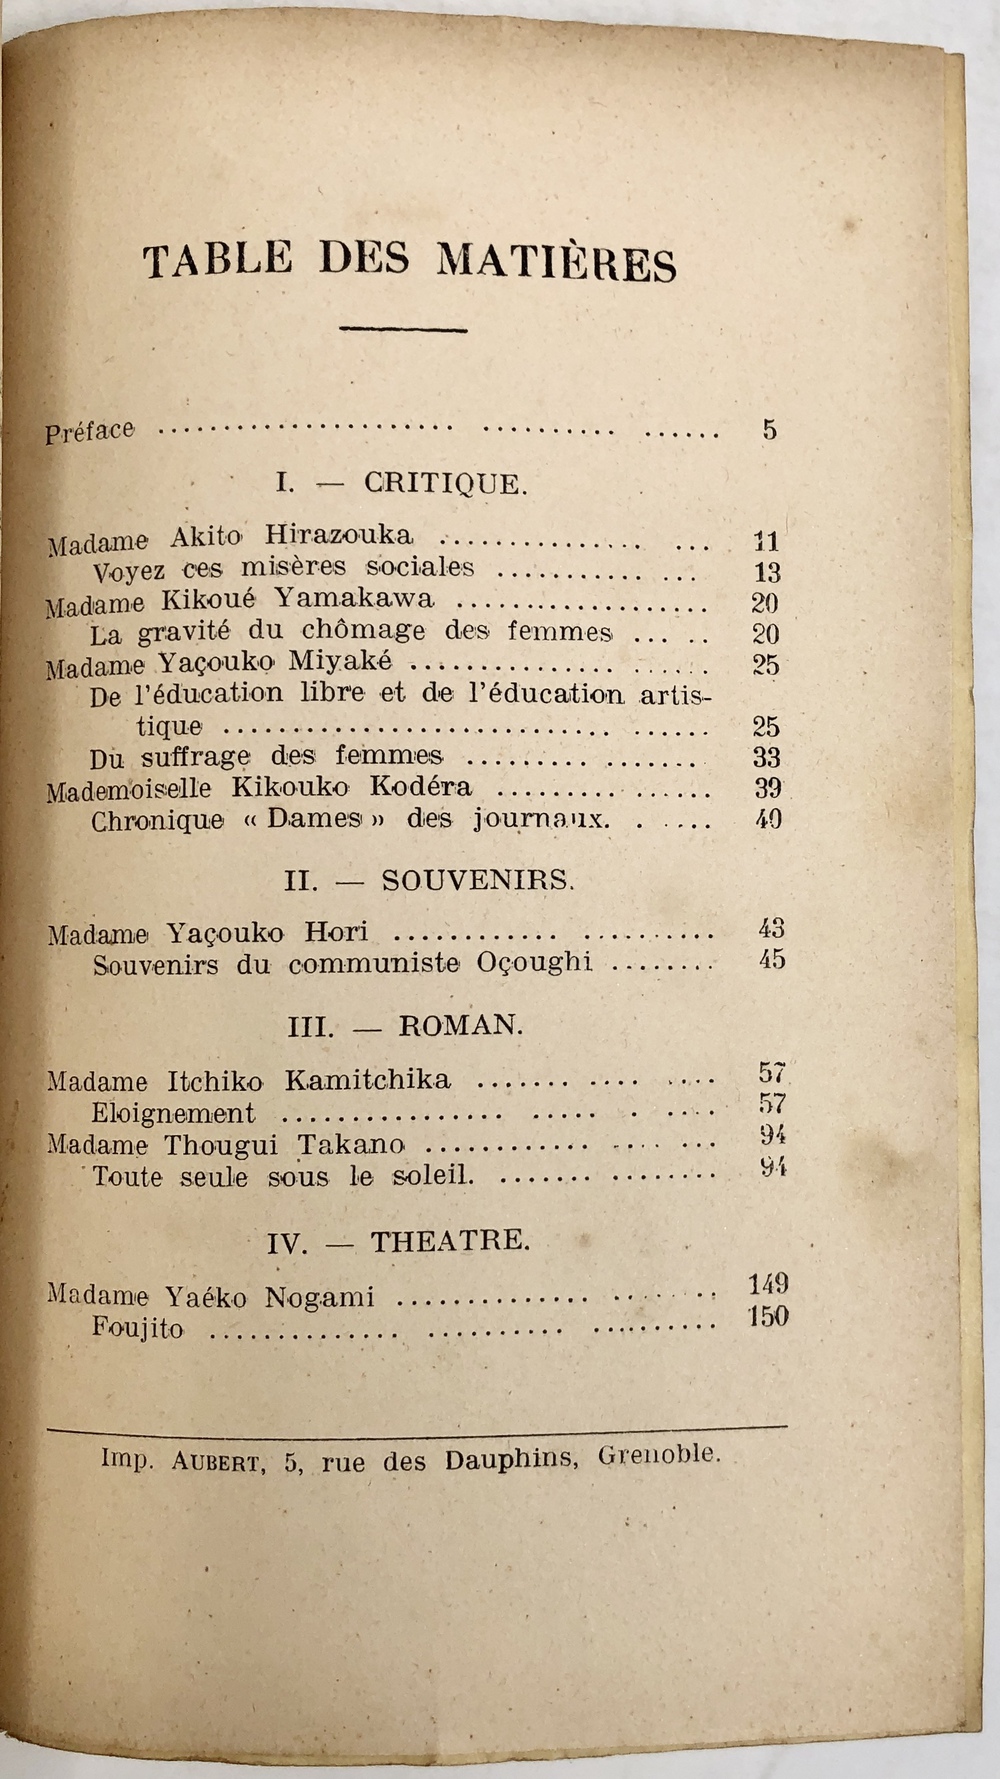 TABLE DES MATIÈRES
Préface ........................................ 5
I. — CRITIQUE.
Madame Akito Hirazouka .................. 11
Voyez ces misères sociales .............. 13
Madame Kikoué Yamakawa ................... 20
La gravité du chômage des femmes ..... 20
Madame Yaçouko Miyaké ..................... 25
De l'éducation libre et de l'éducation artis-
tique .................................. 25
Du suffrage des femmes ................ 33
Mademoiselle Kikouko Kodéra ............... 39
Chronique « Dames » des journaux. ..... 40
II. — SOUVENIRS.
Madame Yaçouko Hori ...................... 43
Souvenirs du communiste Oçoughi ........ 45
III. — ROMAN.
Madame Itchiko Kamitchika ............... 57
Eloignement .......................... 57
Madame Thougui Takano ................... 94
Toute seule sous le soleil. ............... 94
IV. — THEATRE.
Madame Yaéko Nogami ...................... 149
Foujito .................................. 150
Imp. AUBERT, 5, rue des Dauphins, Grenoble.